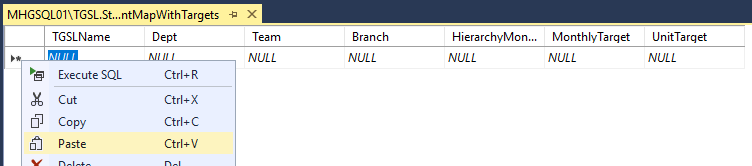 MHGSQL01\TGSL.St...ntMapWithTargets
TGSLName Dept Team Branch HierarchyMon... MonthlyTarget UnitTarget
NULL NULL NULL NULL NULL NULL NULL
Execute SQL Ctrl+R
Cut Ctrl+X
Copy Ctrl+C
Paste Ctrl+V
Delete Del